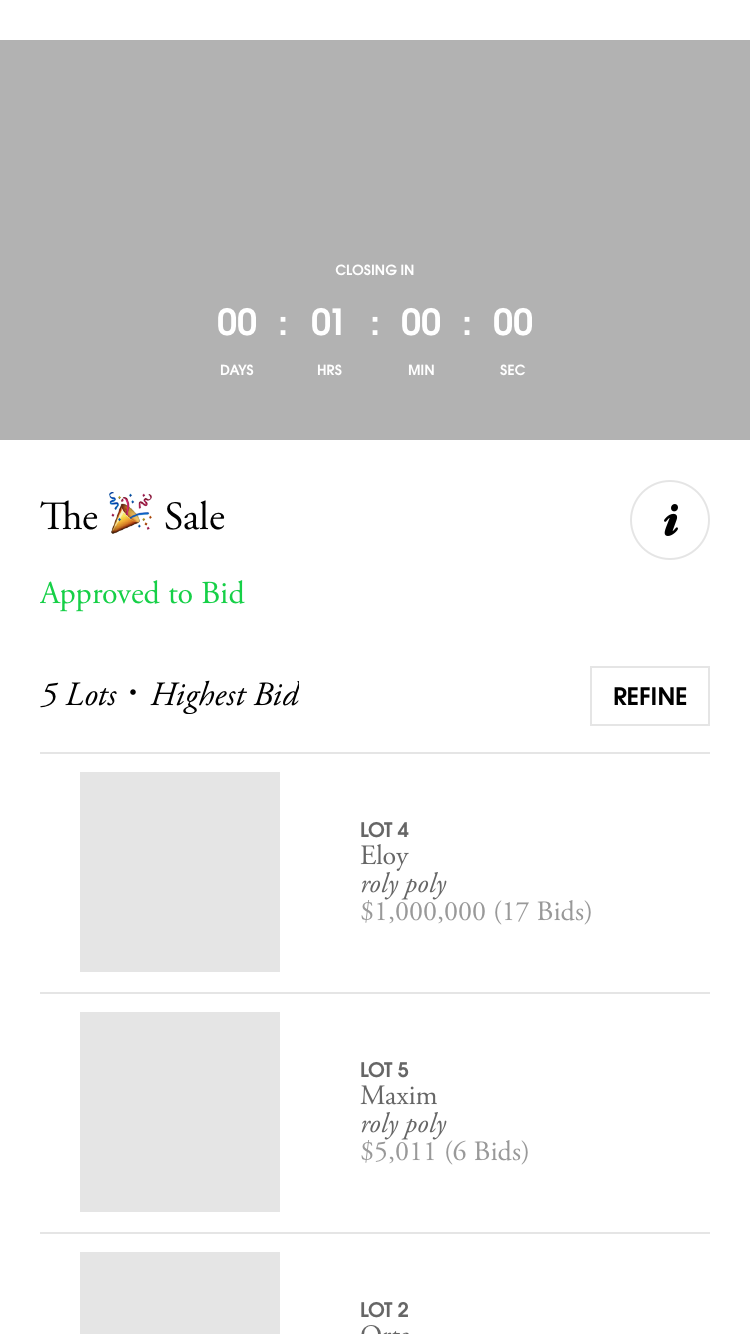 CLOSING IN
00 : 01 : 00 : 00
DAYS HRS MIN SEC
The 🎉 Sale
i
Approved to Bid
5 Lots • Highest Bid
REFINE
LOT 4
Eloy
roly poly
$1,000,000 (17 Bids)
LOT 5
Maxim
roly poly
$5,011 (6 Bids)
LOT 2